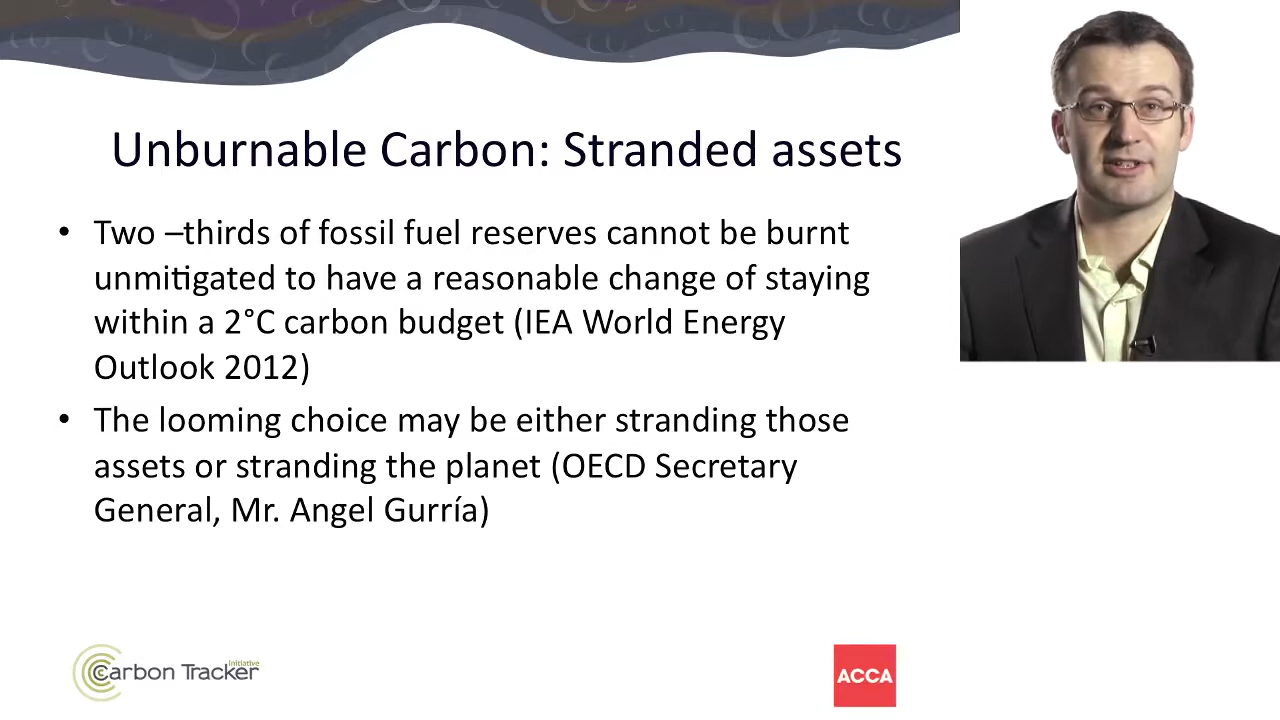 Unburnable Carbon: Stranded assets
• Two –thirds of fossil fuel reserves cannot be burnt
unmitigated to have a reasonable change of staying
within a 2°C carbon budget (IEA World Energy
Outlook 2012)
• The looming choice may be either stranding those
assets or stranding the planet (OECD Secretary
General, Mr. Angel Gurría)
Carbon Tracker Initiative
ACCA